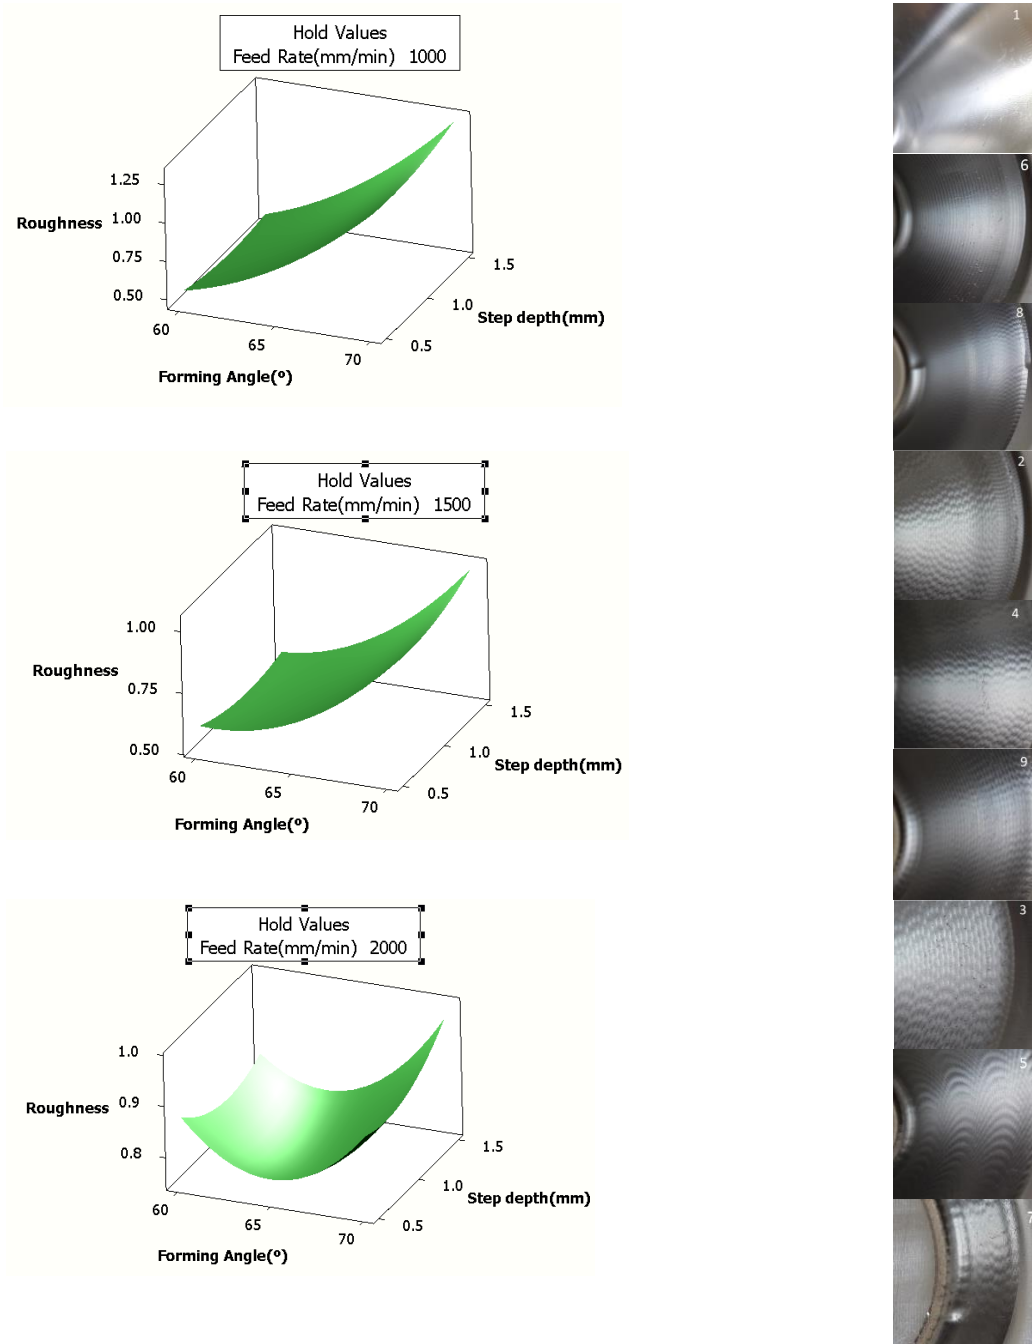 Hold Values
Feed Rate(mm/min) 1000
1.25
1.00
0.75
0.50
Roughness
60
65
70
Forming Angle(º)
0.5
1.0
1.5
Step depth(mm)
Hold Values
Feed Rate(mm/min) 1500
1.00
0.75
0.50
Roughness
60
65
70
Forming Angle(º)
0.5
1.0
1.5
Step depth(mm)
Hold Values
Feed Rate(mm/min) 2000
1.0
0.9
0.8
Roughness
60
65
70
Forming Angle(º)
0.5
1.0
1.5
Step depth(mm)
1
6
8
2
4
9
3
5
7